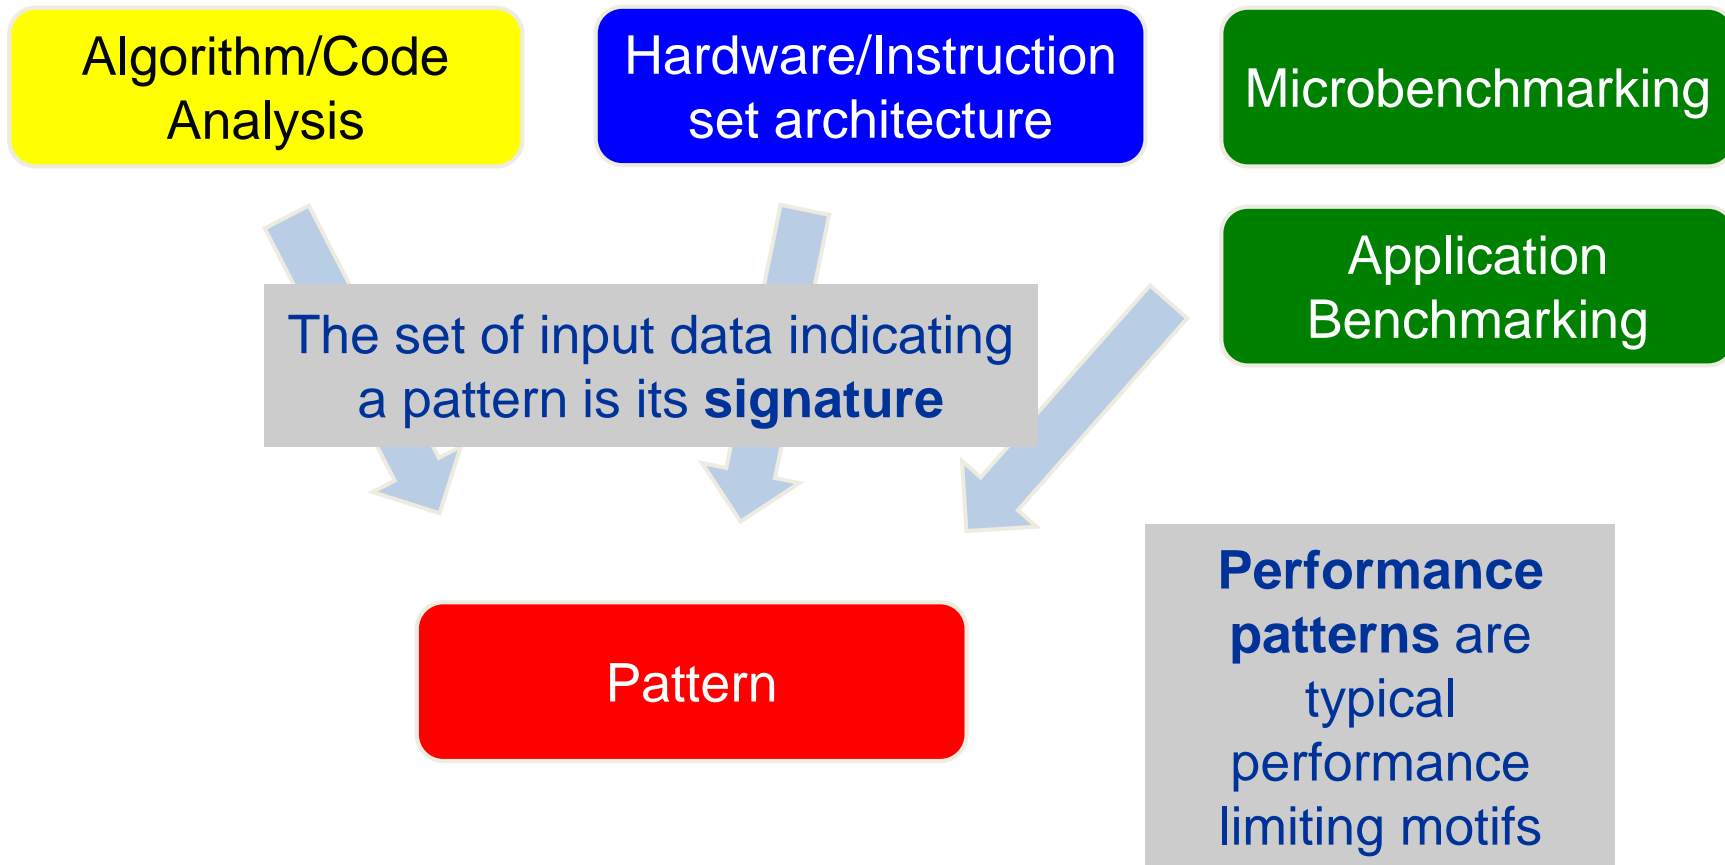 Algorithm/Code
Analysis
Hardware/Instruction
set architecture
Microbenchmarking
Application
Benchmarking
The set of input data indicating
a pattern is its signature
Pattern
Performance
patterns are
typical
performance
limiting motifs